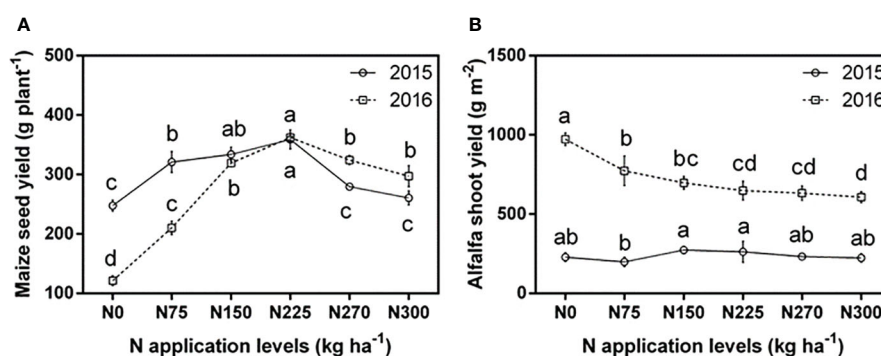 A
Maize seed yield (g plant⁻¹)
500
400
300
200
100
2015
2016
c
b
ab
a
d
c
b
a
b
b
c
c
N0 N75 N150 N225 N270 N300
N application levels (kg ha⁻¹)
B
Alfalfa shoot yield (g m⁻²)
1500
1000
500
0
2015
2016
a
b
bc
cd
cd
d
ab
b
a
a
ab
ab
N0 N75 N150 N225 N270 N300
N application levels (kg ha⁻¹)